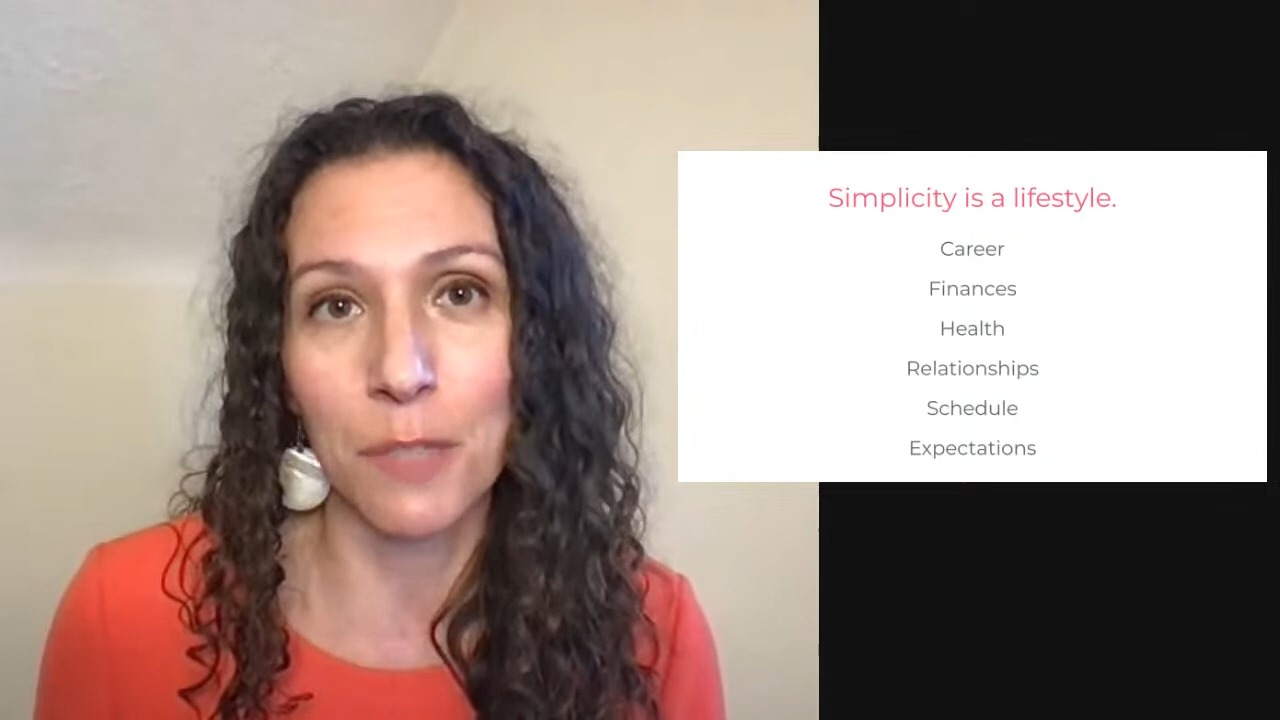 Simplicity is a lifestyle.
Career
Finances
Health
Relationships
Schedule
Expectations